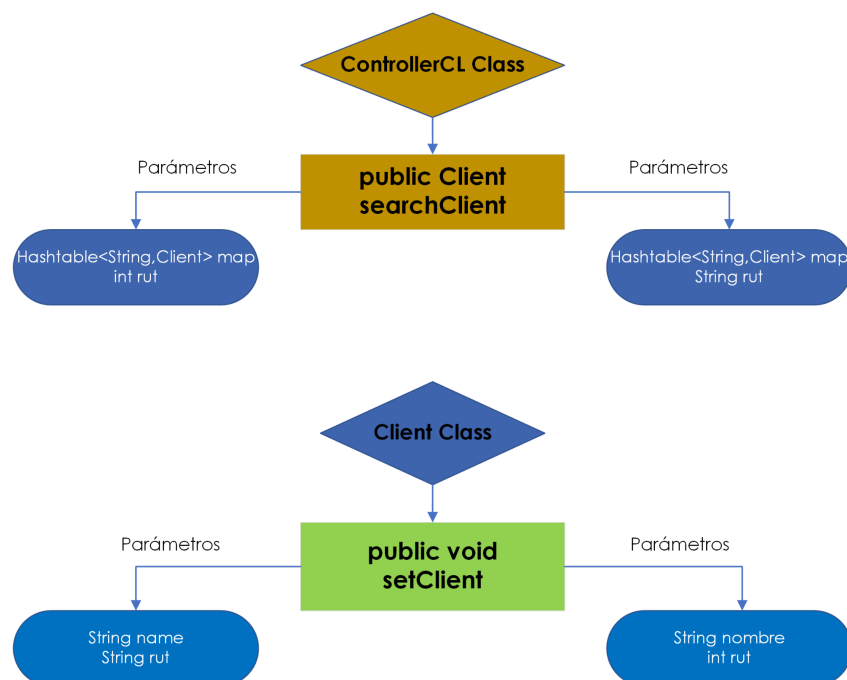 ControllerCL Class
Parámetros
public Client
searchClient
Parámetros
Hashtable<String,Client> map
int rut
Hashtable<String,Client> map
String rut
Client Class
Parámetros
public void
setClient
Parámetros
String name
String rut
String nombre
int rut